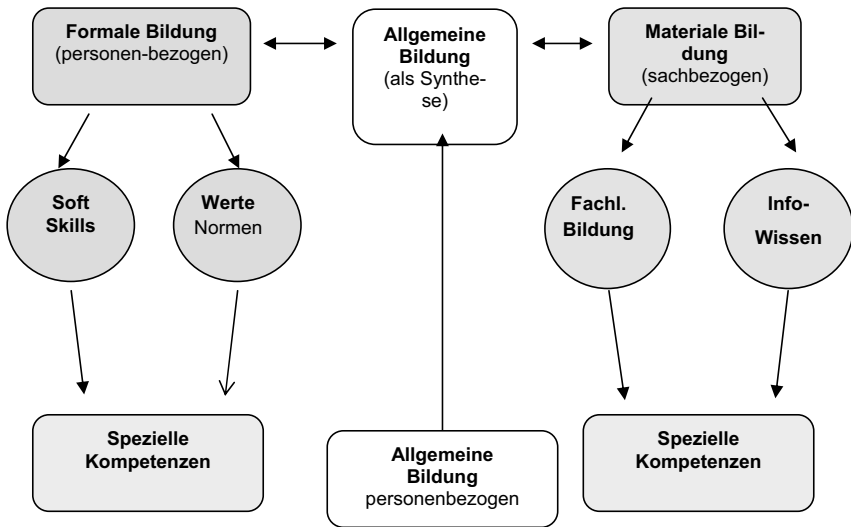 Formale Bildung
(personen-bezogen)
Allgemeine
Bildung
(als Synthe-
se)
Materiale Bil-
dung
(sachbezogen)
Soft
Skills
Werte
Normen
Fachl.
Bildung
Info-
Wissen
Spezielle
Kompetenzen
Allgemeine
Bildung
personenbezogen
Spezielle
Kompetenzen